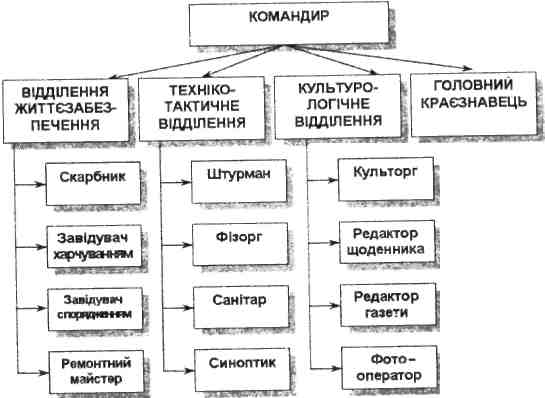 КОМАНДИР
ВІДДІЛЕННЯ
ЖИТТЄЗАБЕЗ-
ПЕЧЕННЯ
ТЕХНІКО-
ТАКТИЧНЕ
ВІДДІЛЕННЯ
КУЛЬТУРО-
ЛОГІЧНЕ
ВІДДІЛЕННЯ
ГОЛОВНИЙ
КРАЄЗНАВЕЦЬ
Скарбник
Завідувач
харчуванням
Завідувач
спорядженням
Ремонтний
майстер
Штурман
Фізорг
Санітар
Синоптик
Культорг
Редактор
щоденника
Редактор
газети
Фото–
оператор